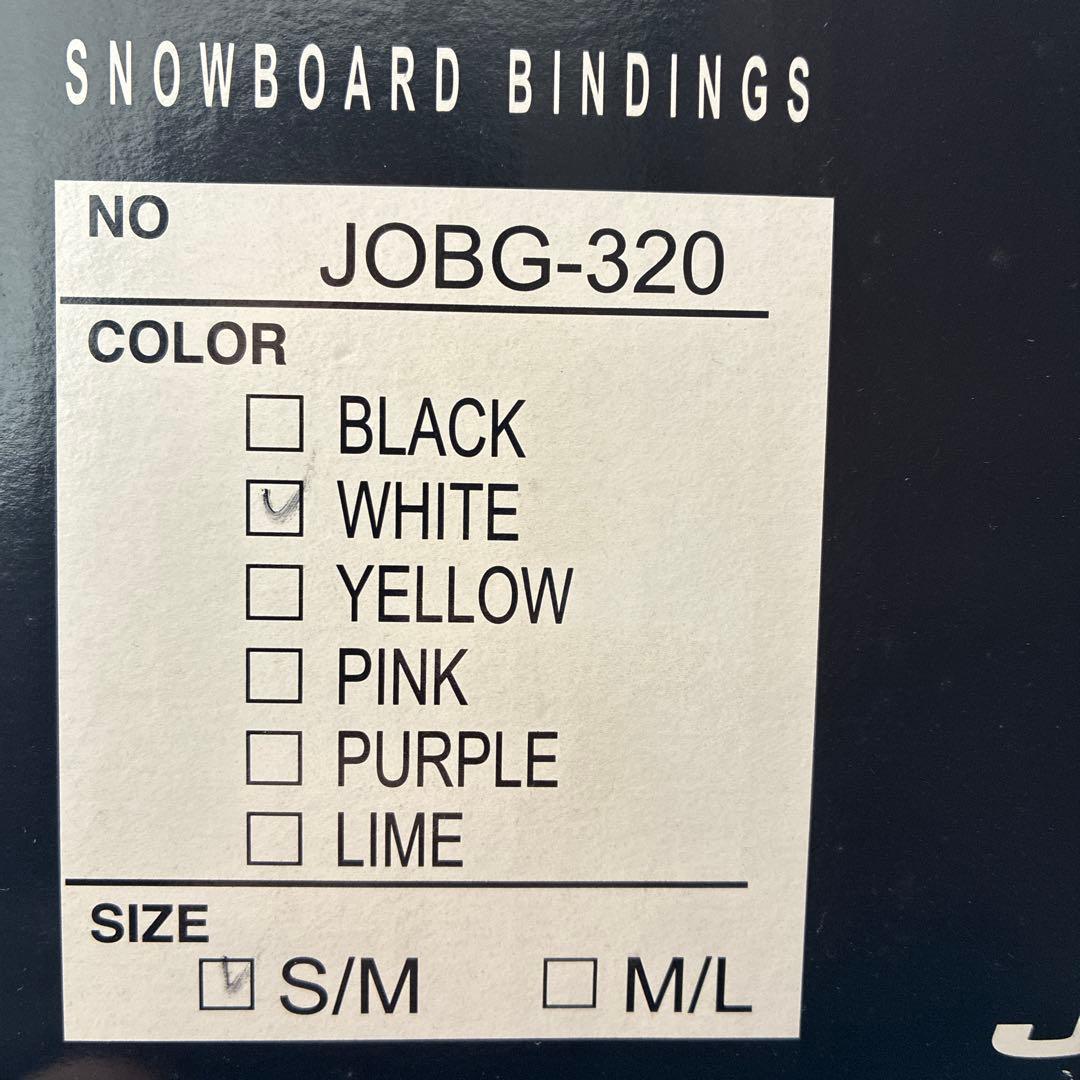 SNOWBOARD BINDINGS
NO JOBG-320
COLOR
BLACK
WHITE
YELLOW
PINK
PURPLE
LIME
SIZE
S/M M/L